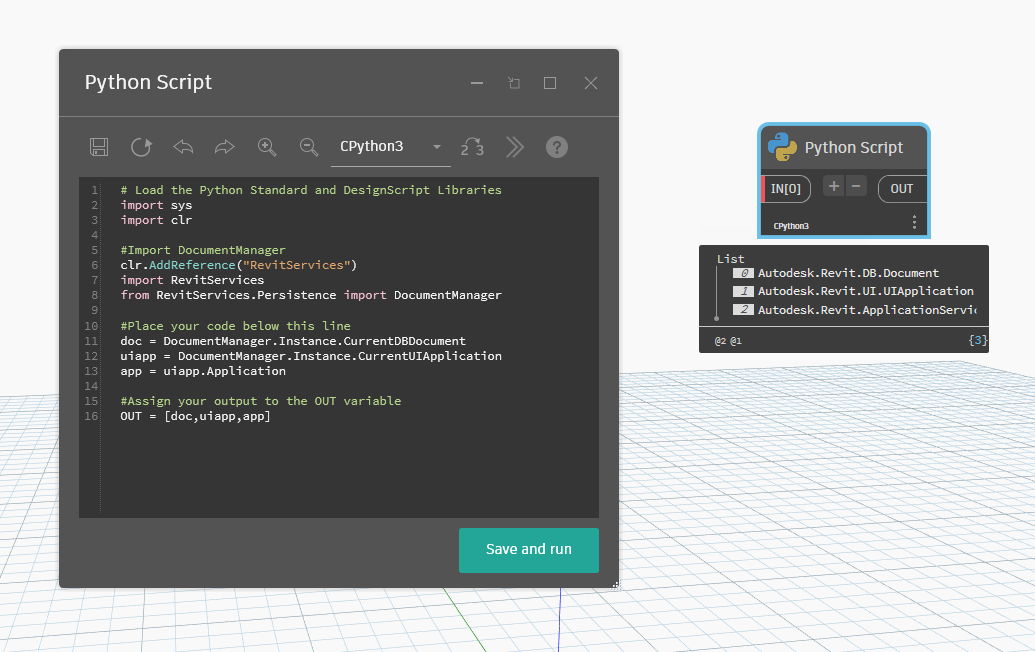 Python Script
CPython3
2 3
?
1 # Load the Python Standard and DesignScript Libraries
2 import sys
3 import clr
4
5 #Import DocumentManager
6 clr.AddReference("RevitServices")
7 import RevitServices
8 from RevitServices.Persistence import DocumentManager
9
10 #Place your code below this line
11 doc = DocumentManager.Instance.CurrentDBDocument
12 uiapp = DocumentManager.Instance.CurrentUIApplication
13 app = uiapp.Application
14
15 #Assign your output to the OUT variable
16 OUT = [doc,uiapp,app]
Save and run
Python Script
IN[0] + − OUT
CPython3
List
0 Autodesk.Revit.DB.Document
1 Autodesk.Revit.UI.UIApplication
2 Autodesk.Revit.ApplicationServic
@2 @1 {3}